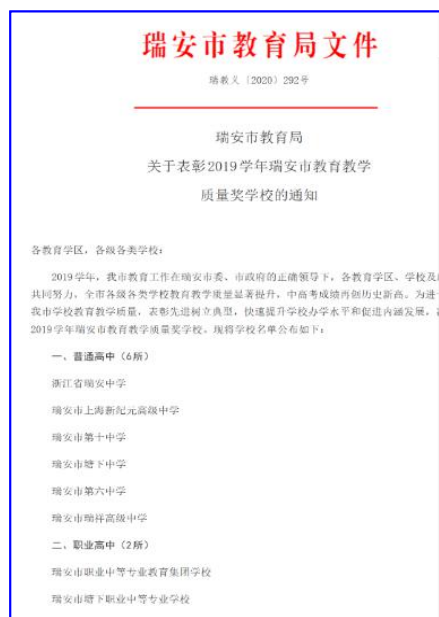 瑞安市教育局文件
瑞教义〔2020〕292号
瑞安市教育局
关于表彰2019学年瑞安市教育教学
质量奖学校的通知
各教育学区，各级各类学校：
2019学年，我市教育工作在瑞安市委、市政府的正确领导下，各教育学区、学校及
共同努力，全市各级各类学校教育教学质量显著提升，中高考成绩再创历史新高。为进一
我市学校教育教学质量，表彰先进树立典型，快速提升学校办学水平和促进内涵发展，
2019学年瑞安市教育教学质量奖学校。现将学校名单公布如下：
一、普通高中（6所）
浙江省瑞安中学
瑞安市上海新纪元高级中学
瑞安市第十中学
瑞安市塘下中学
瑞安市第六中学
瑞安市瑞祥高级中学
二、职业高中（2所）
瑞安市职业中等专业教育集团学校
瑞安市塘下职业中等专业学校